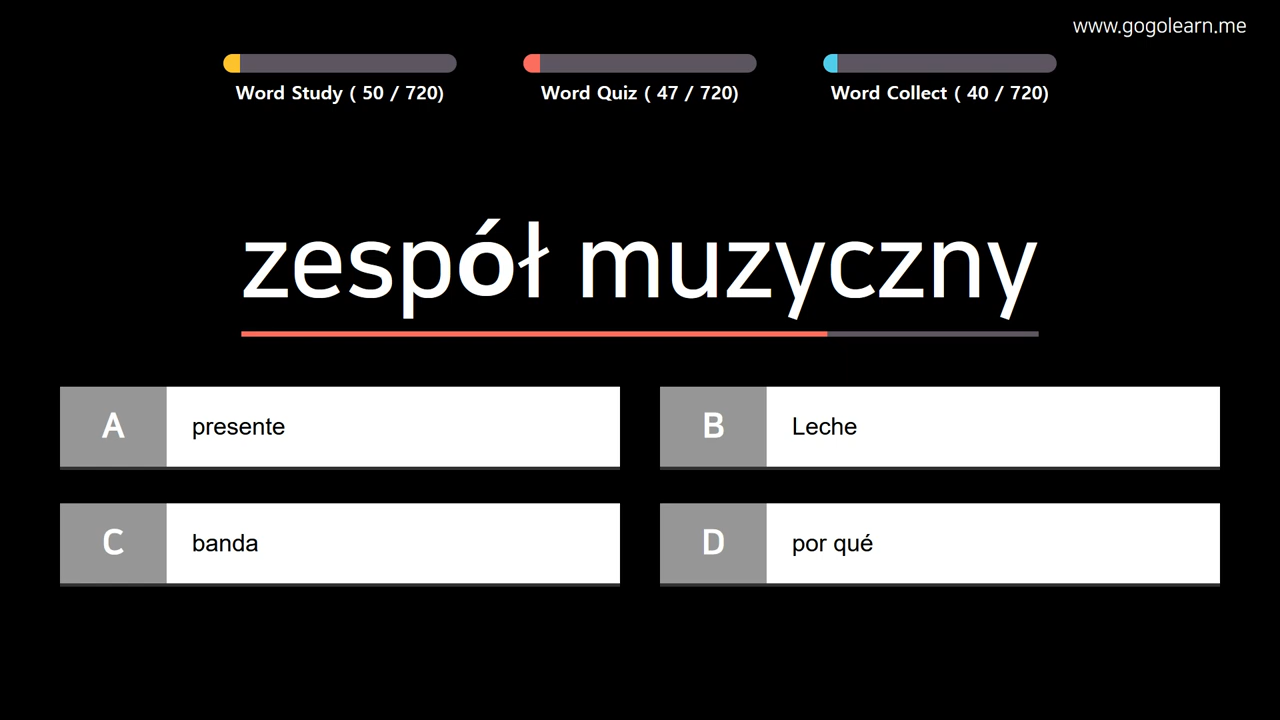 www.gogolearn.me
Word Study ( 50 / 720)
Word Quiz ( 47 / 720)
Word Collect ( 40 / 720)
zespół muzyczny
A
presente
B
Leche
C
banda
D
por qué